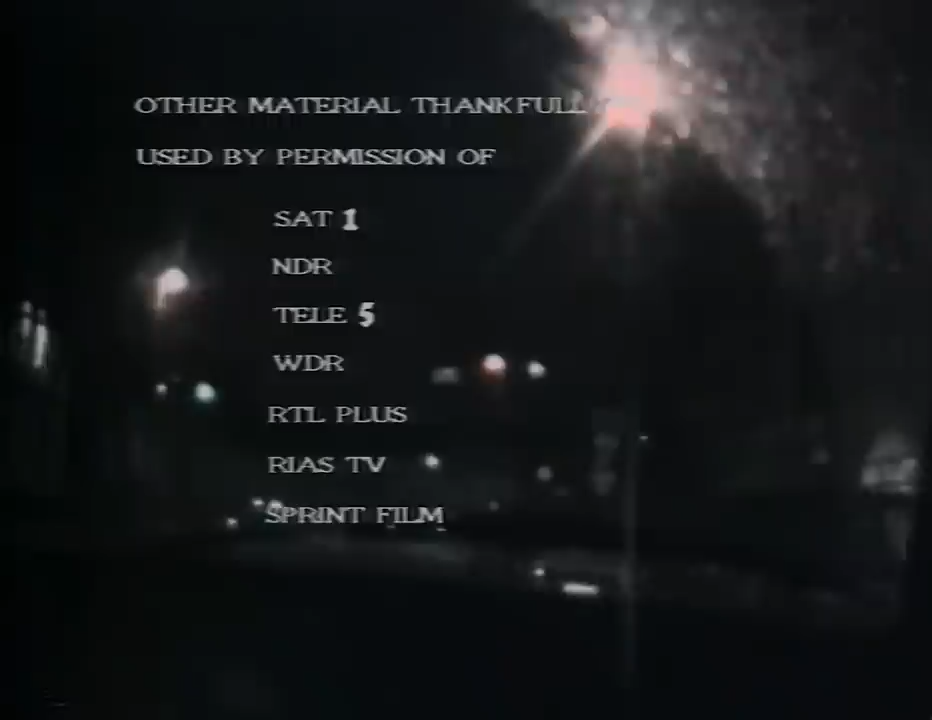 OTHER MATERIAL THANKFULLY
USED BY PERMISSION OF
SAT 1
NDR
TELE 5
WDR
RTL PLUS
RIAS TV
SPRINT FILM